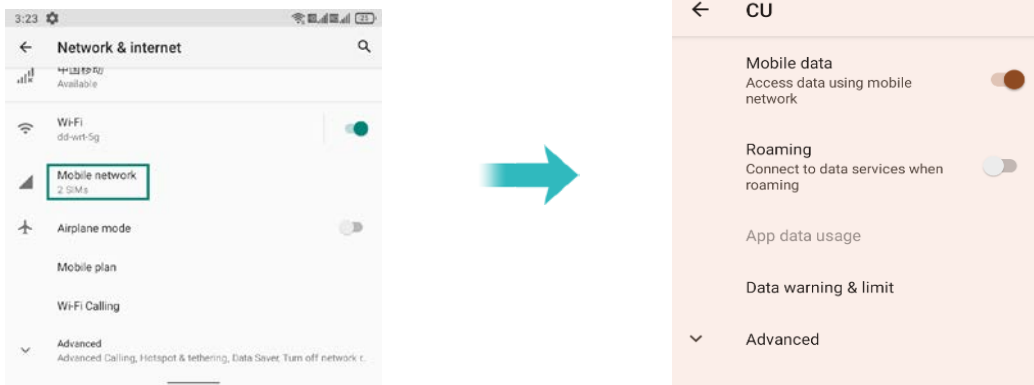 3:23
21
Network & internet
中国移动
Available
Wi-Fi
dd-wrt-5g
Mobile network
2 SIMs
Airplane mode
Mobile plan
Wi-Fi Calling
Advanced
Advanced Calling, Hotspot & tethering, Data Saver, Turn off network r..
CU
Mobile data
Access data using mobile
network
Roaming
Connect to data services when
roaming
App data usage
Data warning & limit
Advanced